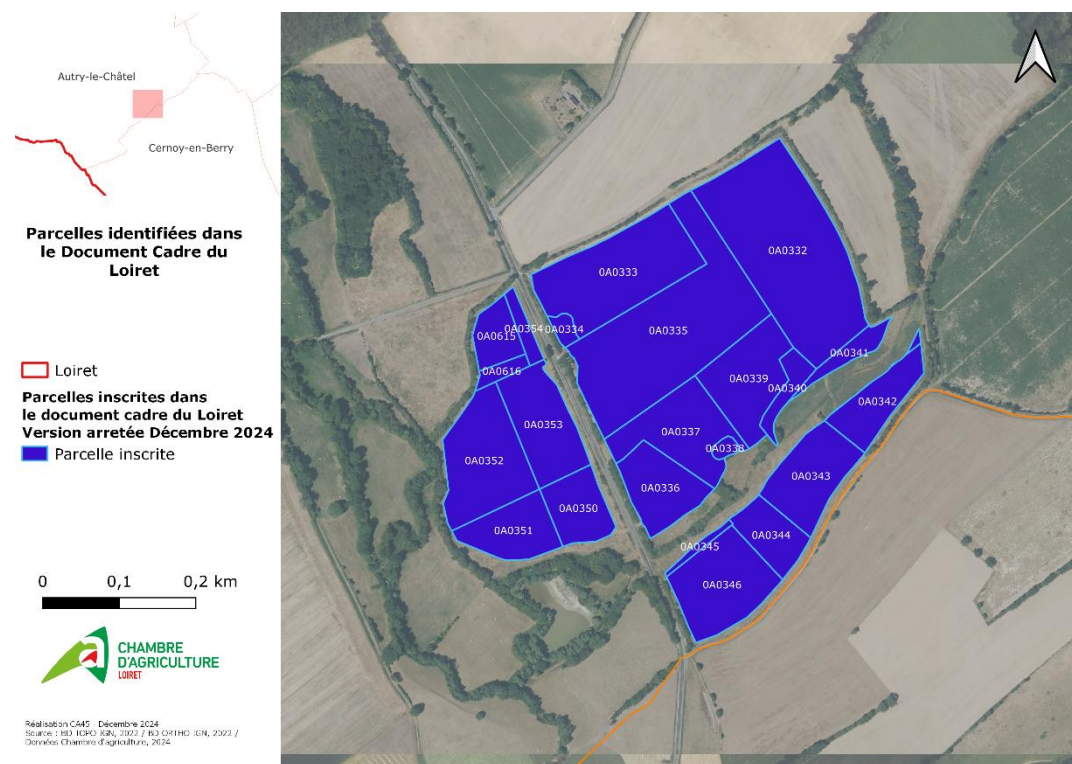 Autry-le-Châtel
Cernoy-en-Berry
Parcelles identifiées dans
le Document Cadre du
Loiret
Loiret
Parcelles inscrites dans
le document cadre du Loiret
Version arretée Décembre 2024
Parcelle inscrite
0 0,1 0,2 km
CHAMBRE
D'AGRICULTURE
LOIRET
Réalisation CA45 - Décembre 2024
Source : BD TOPO IGN, 2022 / BD ORTHO IGN, 2022 /
Données Chambre d'agriculture, 2024
0A0332
0A0333
0A0334
0A0335
0A0354
0A0615
0A0341
0A0616
0A0339
0A0340
0A0342
0A0353
0A0337
0A0338
0A0352
0A0343
0A0336
0A0350
0A0351
0A0344
0A0345
0A0346